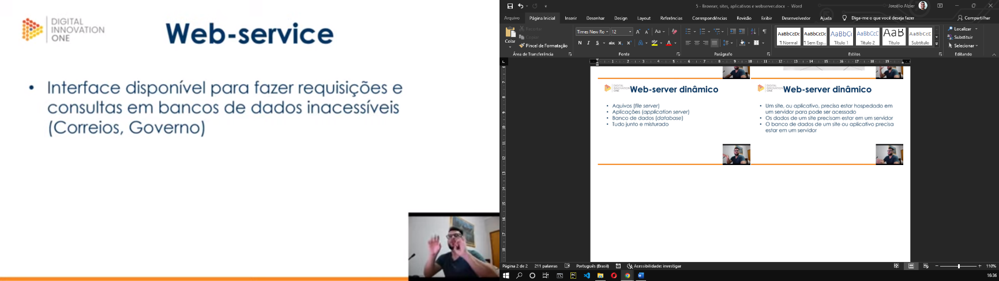 DIGITAL
INNOVATION
ONE
Web-service
• Interface disponível para fazer requisições e
consultas em bancos de dados inacessíveis
(Correios, Governo)
5 - Browser, sites, aplicativos e webserver.docx - Word
Jorzélio Alzier
Arquivo Página Inicial Inserir Desenhar Design Layout Referências Correspondências Revisão Exibir Desenvolvedor Ajuda Diga-me o que você deseja fazer Compartilhar
Colar
Recortar
Copiar
Pincel de Formatação
Área de Transferência
Times New Ro 12
N I S abc x₂ x² A
Fonte
Parágrafo
AaBbCcDc AaBbCcDc AaBbCc AaBbCcD AaB AaBbCcD
¶ Normal ¶ Sem Esp... Título 1 Título 2 Título Subtítulo
Estilos
Localizar
Substituir
Selecionar
Editando
1 2 3 4 5 6 7 8 9 10 11 12 13 14 15 16 17 18 19
DIGITAL
INNOVATION
ONE
Web-server dinâmico
• Aquivos (file server)
• Aplicações (application server)
• Banco de dados (database)
• Tudo junto e misturado
DIGITAL
INNOVATION
ONE
Web-server dinâmico
• Um site, ou aplicativo, precisa estar hospedado em
um servidor para pode ser acessado
• Os dados de um site precisam estar em um servidor
• O banco de dados de um site ou aplicativo precisa
estar em um servidor
Página 2 de 2 211 palavras Português (Brasil) Acessibilidade: investigar 110%
16:36